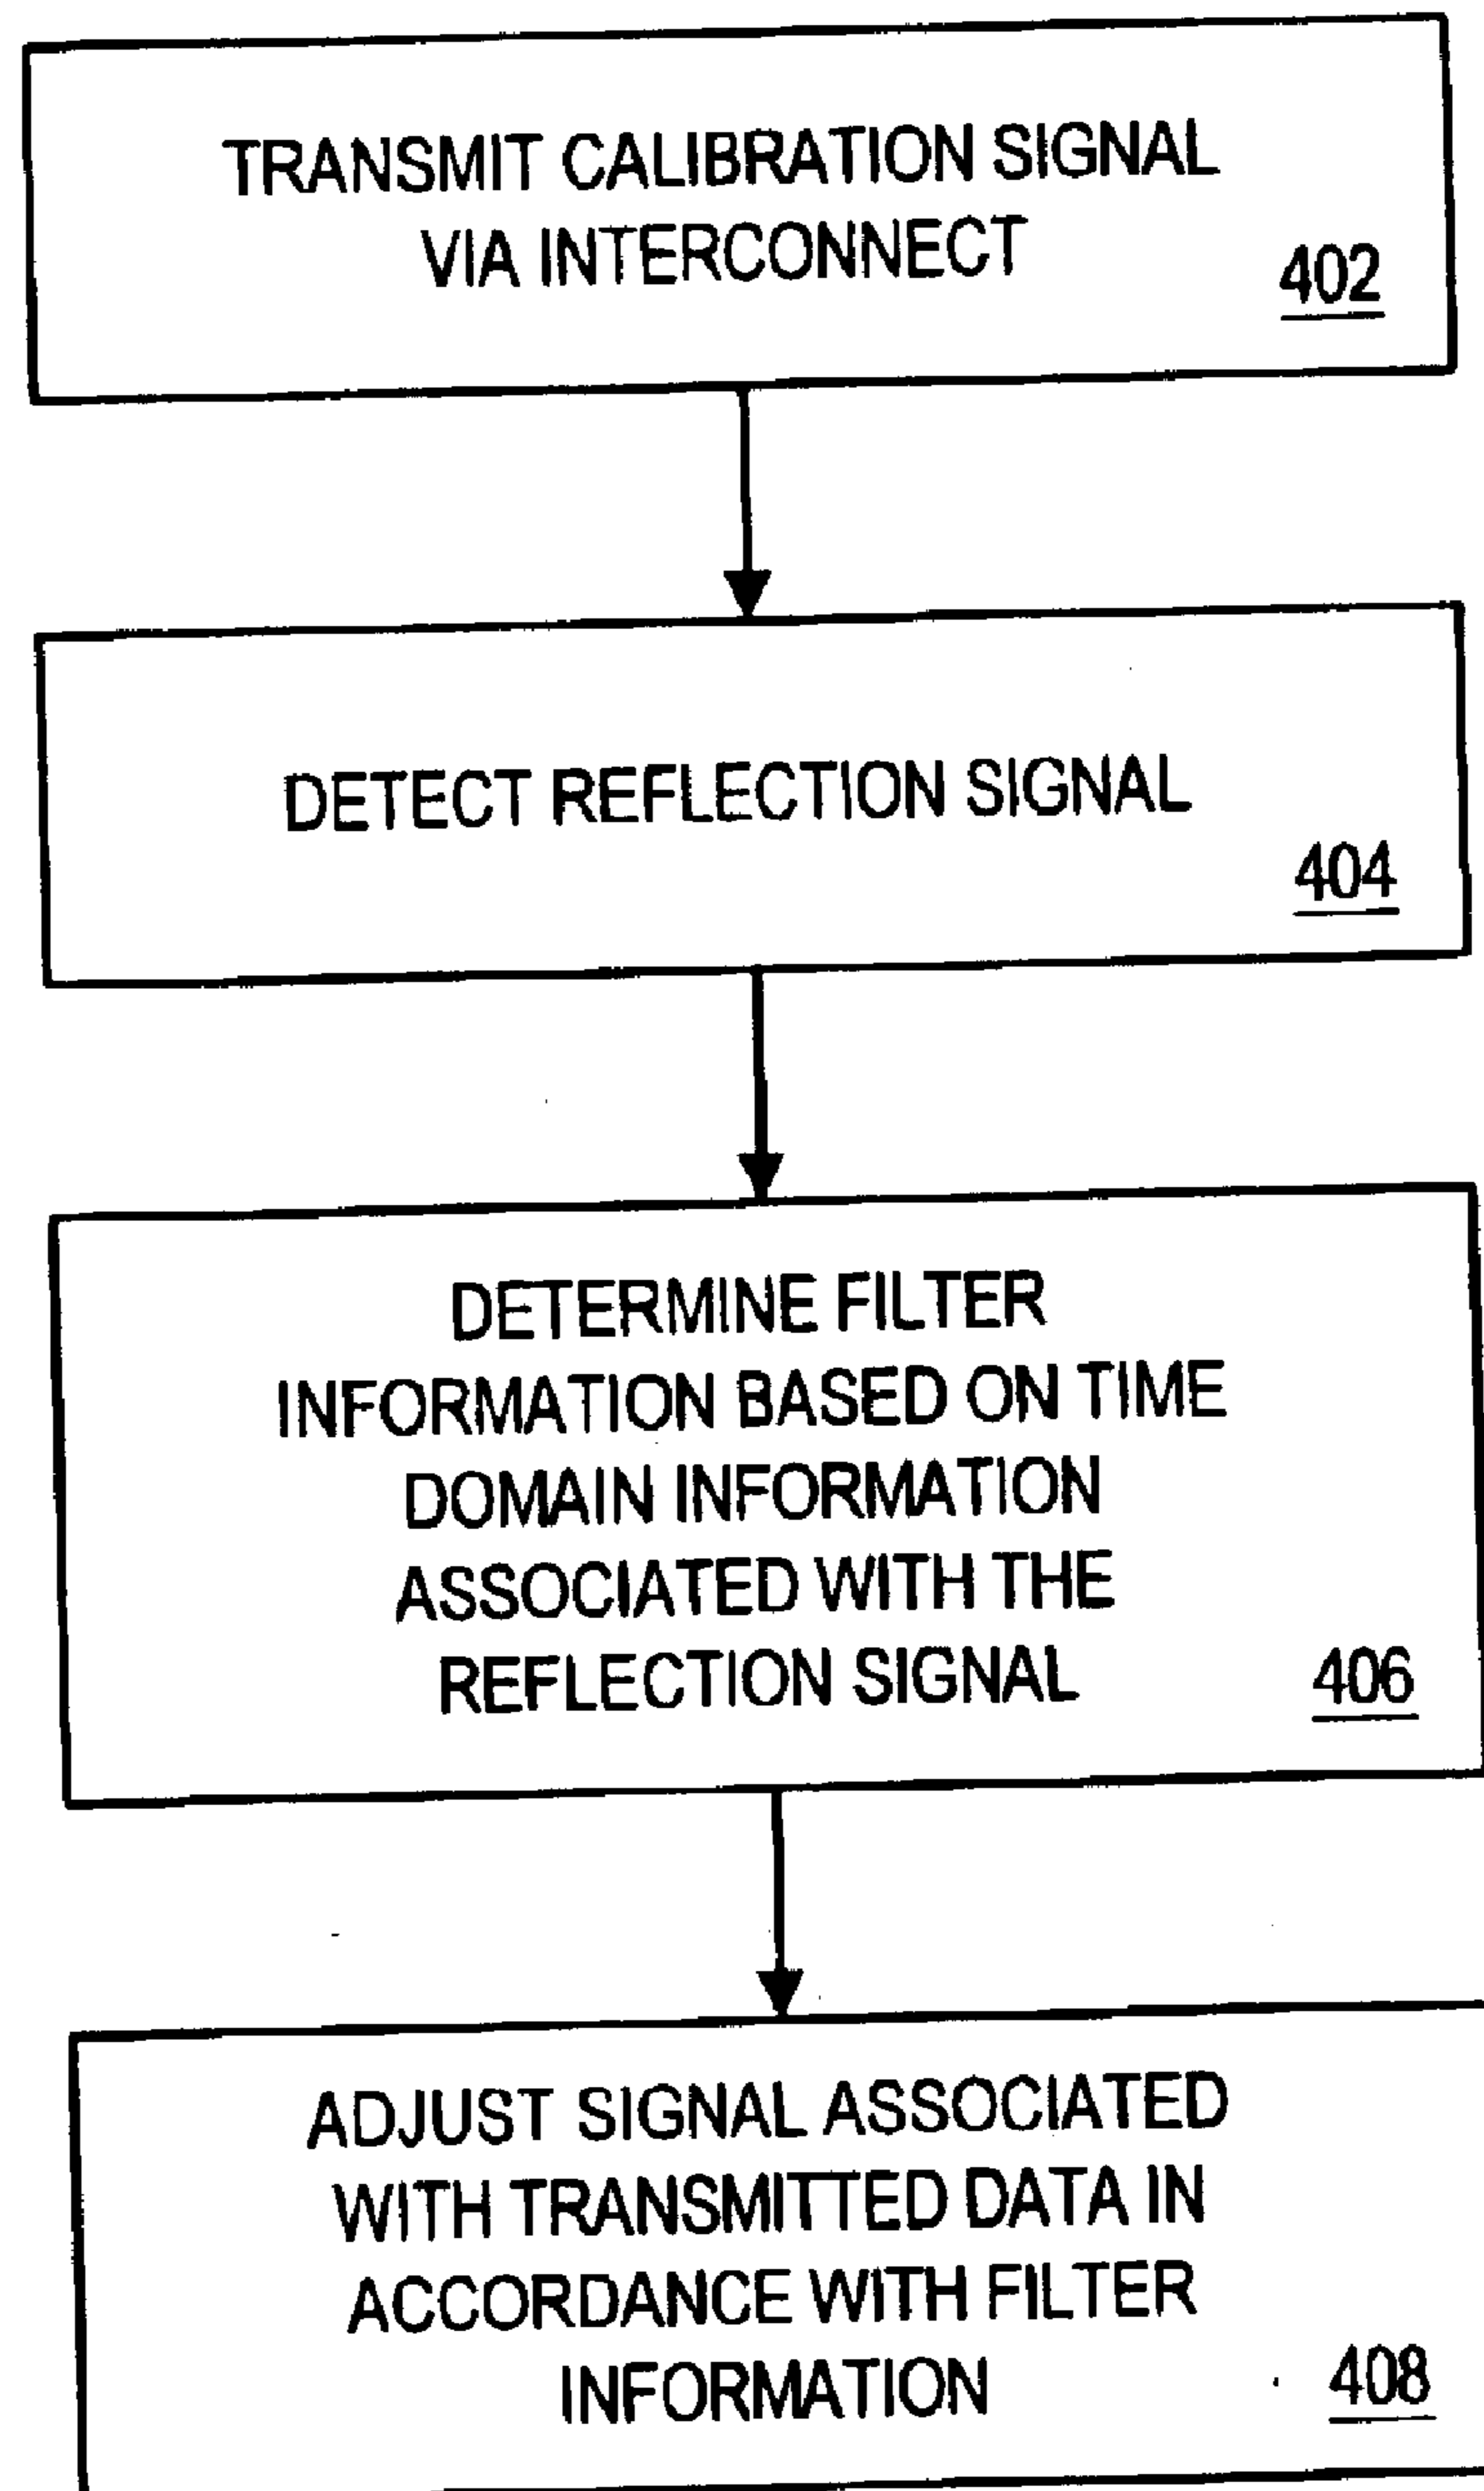 TRANSMIT CALIBRATION SIGNAL
VIA INTERCONNECT
402
DETECT REFLECTION SIGNAL
404
DETERMINE FILTER
INFORMATION BASED ON TIME
DOMAIN INFORMATION
ASSOCIATED WITH THE
REFLECTION SIGNAL
406
ADJUST SIGNAL ASSOCIATED
WITH TRANSMITTED DATA IN
ACCORDANCE WITH FILTER
INFORMATION
408